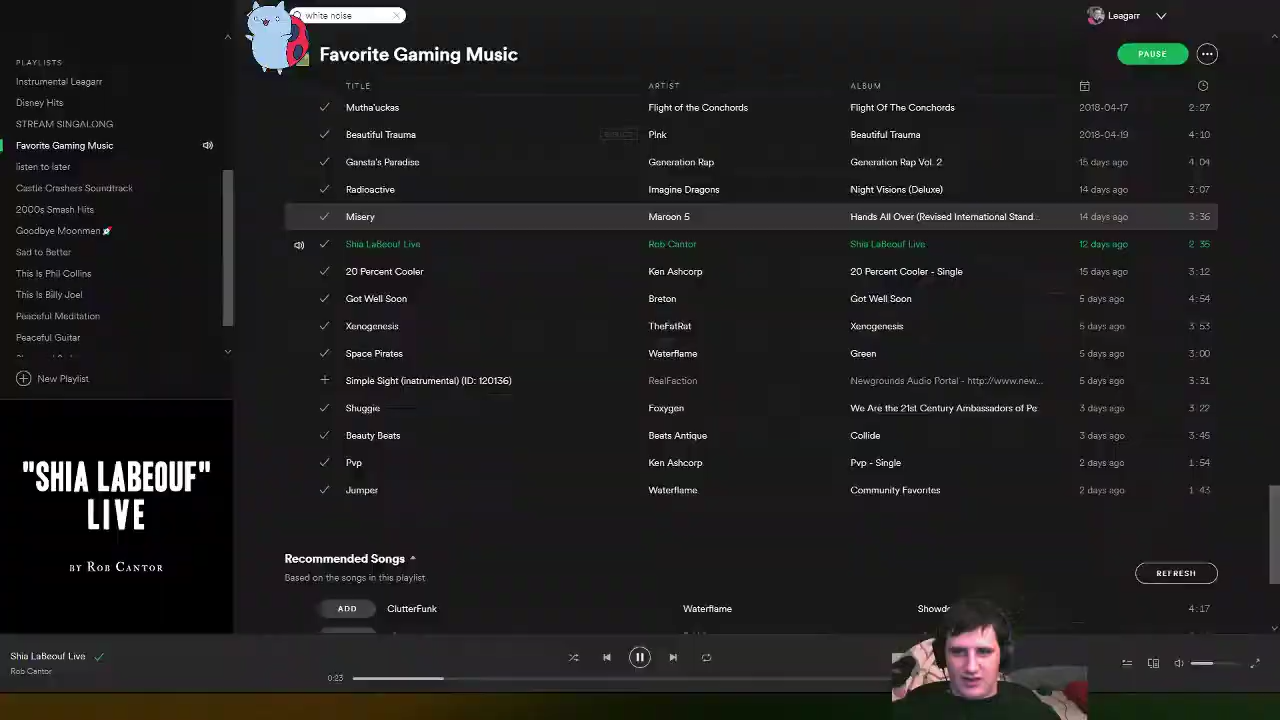 white noise
Leagarr
PLAYLISTS
Instrumental Leagarr
Disney Hits
STREAM SINGALONG
Favorite Gaming Music
listen to later
Castle Crashers Soundtrack
2000s Smash Hits
Goodbye Moonmen 🚀
Sad to Better
This Is Phil Collins
This Is Billy Joel
Peaceful Meditation
Peaceful Guitar
New Playlist
"SHIA LABEOUF"
LIVE
BY ROB CANTOR
Favorite Gaming Music
PAUSE
TITLE ARTIST ALBUM
Mutha'uckas Flight of the Conchords Flight Of The Conchords 2018-04-17 2:27
Beautiful Trauma P!nk Beautiful Trauma 2018-04-19 4:10
Gansta's Paradise Generation Rap Generation Rap Vol. 2 15 days ago 4:04
Radioactive Imagine Dragons Night Visions (Deluxe) 14 days ago 3:07
Misery Maroon 5 Hands All Over (Revised International Stand... 14 days ago 3:36
Shia LaBeouf Live Rob Cantor Shia LaBeouf Live 12 days ago 2:35
20 Percent Cooler Ken Ashcorp 20 Percent Cooler - Single 15 days ago 3:12
Got Well Soon Breton Got Well Soon 5 days ago 4:54
Xenogenesis TheFatRat Xenogenesis 5 days ago 3:53
Space Pirates Waterflame Green 5 days ago 3:00
Simple Sight (instrumental) (ID: 120136) RealFaction Newgrounds Audio Portal - http://www.new... 5 days ago 3:31
Shuggie Foxygen We Are the 21st Century Ambassadors of Pe 3 days ago 3:22
Beauty Beats Beats Antique Collide 3 days ago 3:45
Pvp Ken Ashcorp Pvp - Single 2 days ago 1:54
Jumper Waterflame Community Favorites 2 days ago 1:43
Recommended Songs
Based on the songs in this playlist
REFRESH
ADD ClutterFunk Waterflame 4:17
Shia LaBeouf Live
Rob Cantor
0:23